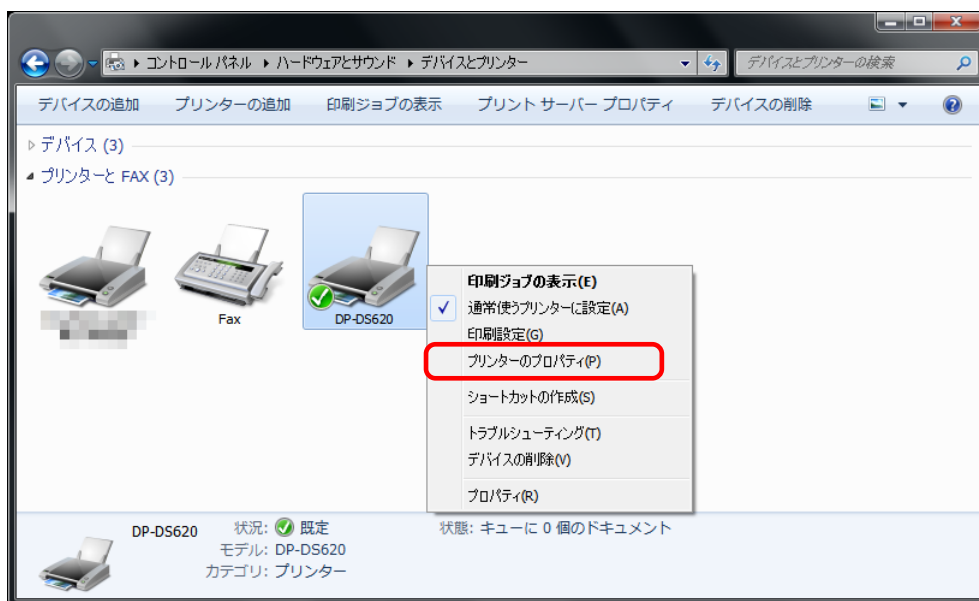 コントロール パネル ▸ ハードウェアとサウンド ▸ デバイスとプリンター
デバイスとプリンターの検索
デバイスの追加 プリンターの追加 印刷ジョブの表示 プリント サーバー プロパティ デバイスの削除
デバイス (3)
プリンターと FAX (3)
Fax
DP-DS620
印刷ジョブの表示(E)
通常使うプリンターに設定(A)
印刷設定(G)
プリンターのプロパティ(P)
ショートカットの作成(S)
トラブルシューティング(T)
デバイスの削除(V)
プロパティ(R)
DP-DS620 状況: 既定 状態: キューに 0 個のドキュメント
モデル: DP-DS620
カテゴリ: プリンター